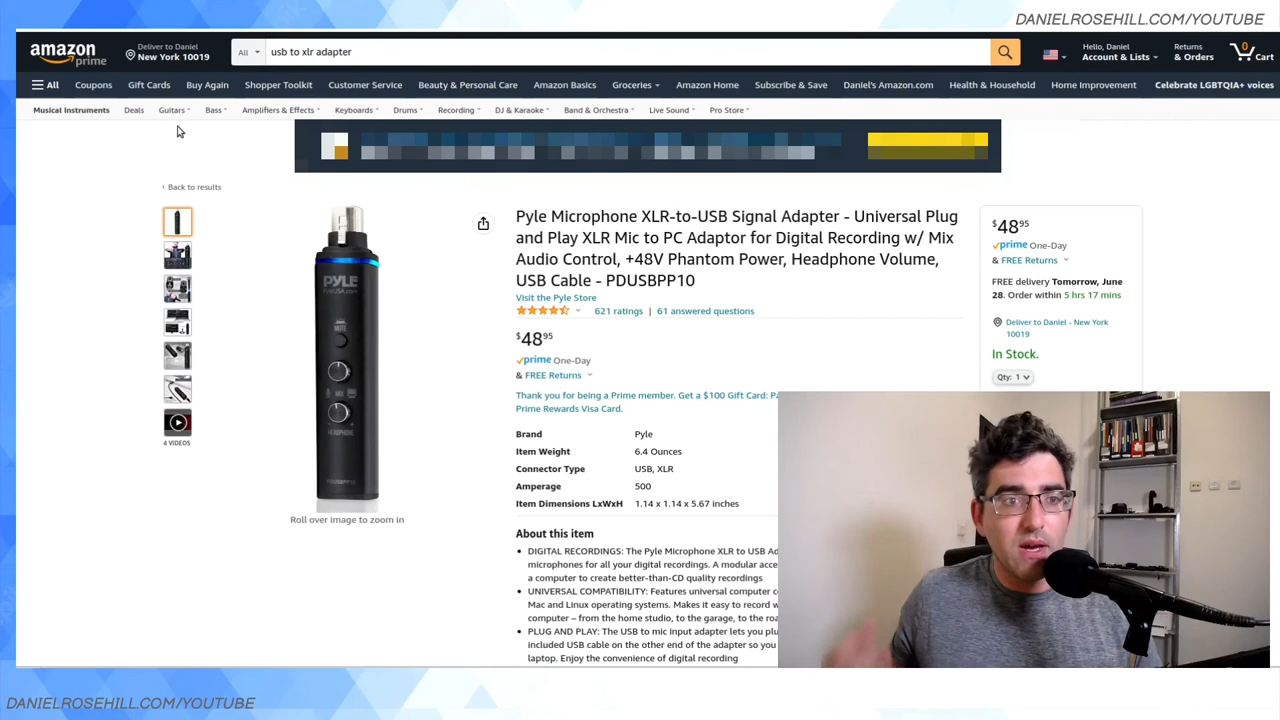 DANIELROSEHILL.COM/YOUTUBE
amazon prime
Deliver to Daniel
New York 10019
All
usb to xlr adapter
Hello, Daniel
Account & Lists
Returns
& Orders
0
Cart
All Coupons Gift Cards Buy Again Shopper Toolkit Customer Service Beauty & Personal Care Amazon Basics Groceries Amazon Home Subscribe & Save Daniel's Amazon.com Health & Household Home Improvement Celebrate LGBTQIA+ voices
Musical Instruments Deals Guitars Bass Amplifiers & Effects Keyboards Drums Recording DJ & Karaoke Band & Orchestra Live Sound Pro Store
‹ Back to results
PYLE
PyleUSA.com
MUTE
MIX
HEADPHONE
PDUSBPP10
4 VIDEOS
Roll over image to zoom in
Pyle Microphone XLR-to-USB Signal Adapter - Universal Plug
and Play XLR Mic to PC Adaptor for Digital Recording w/ Mix
Audio Control, +48V Phantom Power, Headphone Volume,
USB Cable - PDUSBPP10
Visit the Pyle Store
621 ratings | 61 answered questions
$48 95
prime One-Day
& FREE Returns
Thank you for being a Prime member. Get a $100 Gift Card: Pa
Prime Rewards Visa Card.
Brand Pyle
Item Weight 6.4 Ounces
Connector Type USB, XLR
Amperage 500
Item Dimensions LxWxH 1.14 x 1.14 x 5.67 inches
About this item
• DIGITAL RECORDINGS: The Pyle Microphone XLR to USB Ad
microphones for all your digital recordings. A modular acce
a computer to create better-than-CD quality recordings
• UNIVERSAL COMPATIBILITY: Features universal computer c
Mac and Linux operating systems. Makes it easy to record w
computer – from the home studio, to the garage, to the roa
• PLUG AND PLAY: The USB to mic input adapter lets you plu
included USB cable on the other end of the adapter so you
laptop. Enjoy the convenience of digital recording
$48 95
prime One-Day
& FREE Returns
FREE delivery Tomorrow, June
28. Order within 5 hrs 17 mins
Deliver to Daniel - New York
10019
In Stock.
Qty: 1
DANIELROSEHILL.COM/YOUTUBE